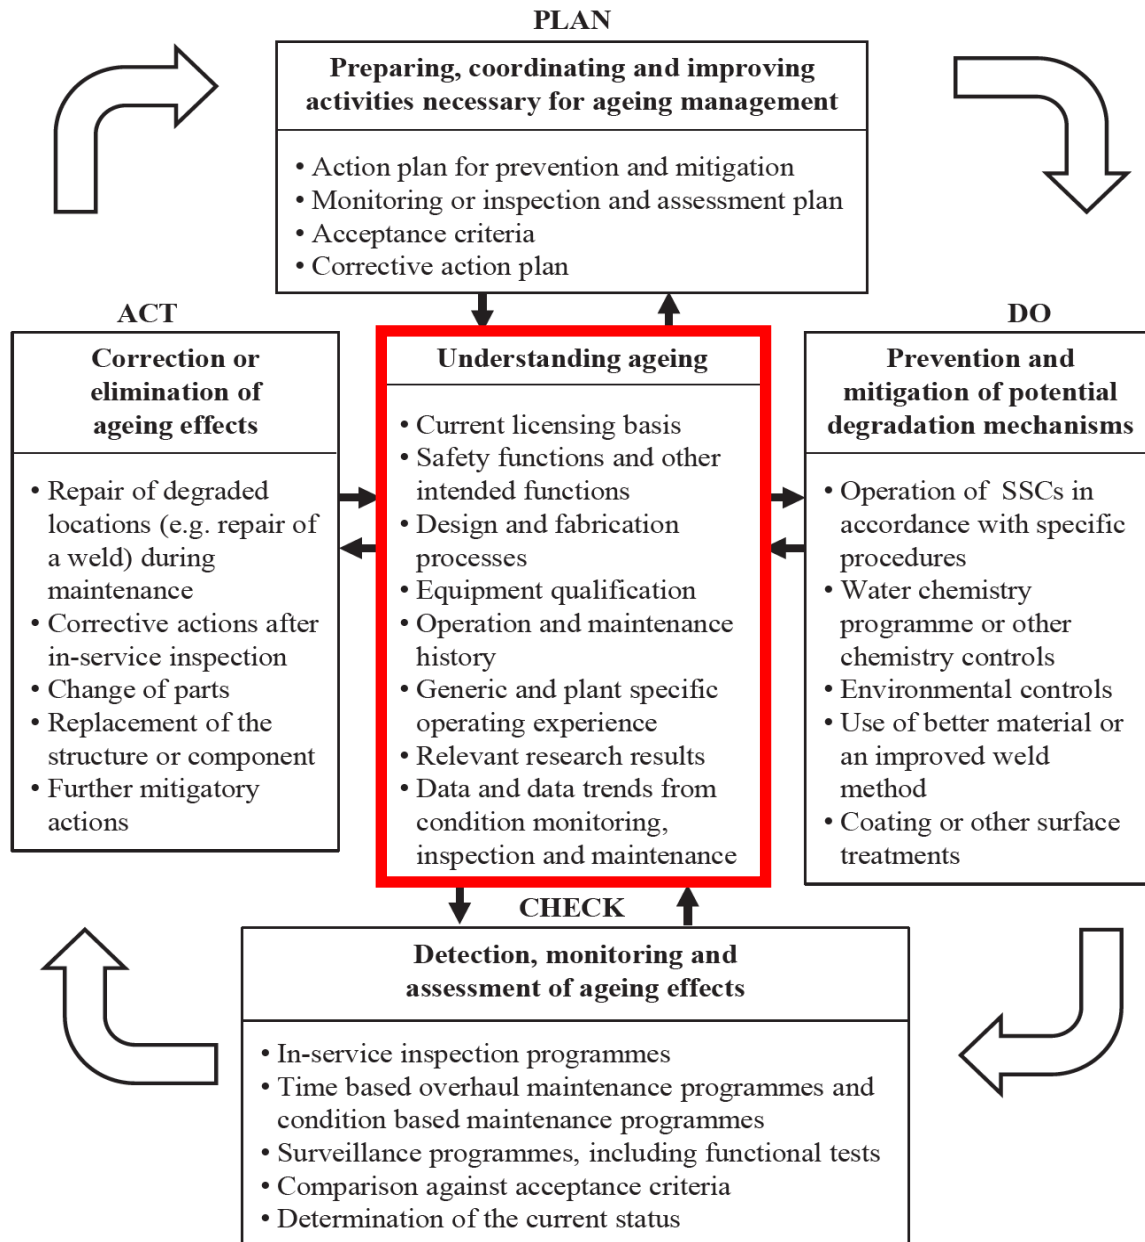 PLAN
Preparing, coordinating and improving
activities necessary for ageing management
• Action plan for prevention and mitigation
• Monitoring or inspection and assessment plan
• Acceptance criteria
• Corrective action plan
ACT
Correction or
elimination of
ageing effects
• Repair of degraded
locations (e.g. repair of
a weld) during
maintenance
• Corrective actions after
in-service inspection
• Change of parts
• Replacement of the
structure or component
• Further mitigatory
actions
Understanding ageing
• Current licensing basis
• Safety functions and other
intended functions
• Design and fabrication
processes
• Equipment qualification
• Operation and maintenance
history
• Generic and plant specific
operating experience
• Relevant research results
• Data and data trends from
condition monitoring,
inspection and maintenance
DO
Prevention and
mitigation of potential
degradation mechanisms
• Operation of SSCs in
accordance with specific
procedures
• Water chemistry
programme or other
chemistry controls
• Environmental controls
• Use of better material or
an improved weld
method
• Coating or other surface
treatments
CHECK
Detection, monitoring and
assessment of ageing effects
• In-service inspection programmes
• Time based overhaul maintenance programmes and
condition based maintenance programmes
• Surveillance programmes, including functional tests
• Comparison against acceptance criteria
• Determination of the current status